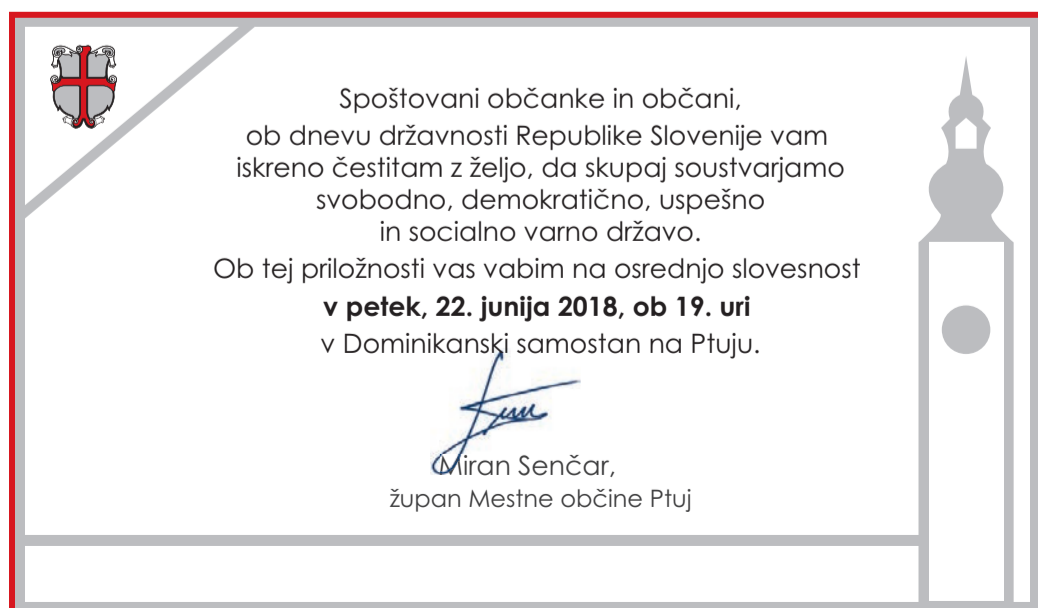 Spoštovani občanke in občani,
ob dnevu državnosti Republike Slovenije vam
iskreno čestitam z željo, da skupaj soustvarjamo
svobodno, demokratično, uspešno
in socialno varno državo.
Ob tej priložnosti vas vabim na osrednjo slovesnost
v petek, 22. junija 2018, ob 19. uri
v Dominikanski samostan na Ptuju.
Miran Senčar,
župan Mestne občine Ptuj